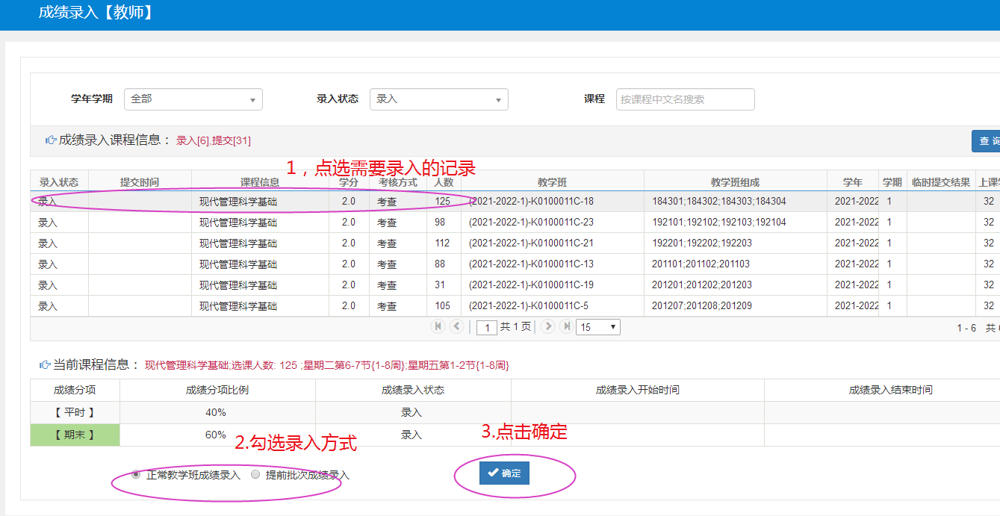 成绩录入【教师】
学年学期 全部 录入状态 录入 课程 按课程中文名搜索
成绩录入课程信息： 录入[6],提交[31] 查 询
1，点选需要录入的记录
录入状态 提交时间 课程信息 学分 考核方式 人数 教学班 教学班组成 学年 学期 临时提交结果 上课学
录入 现代管理科学基础 2.0 考查 125 (2021-2022-1)-K0100011C-18 184301;184302;184303;184304 2021-2022 1 32
录入 现代管理科学基础 2.0 考查 98 (2021-2022-1)-K0100011C-23 192101;192102;192103;192104 2021-2022 1 32
录入 现代管理科学基础 2.0 考查 112 (2021-2022-1)-K0100011C-21 192201;192202;192203 2021-2022 1 32
录入 现代管理科学基础 2.0 考查 88 (2021-2022-1)-K0100011C-13 201101;201102;201103 2021-2022 1 32
录入 现代管理科学基础 2.0 考查 31 (2021-2022-1)-K0100011C-19 201201;201202;201203 2021-2022 1 32
录入 现代管理科学基础 2.0 考查 105 (2021-2022-1)-K0100011C-5 201207;201208;201209 2021-2022 1 32
1 共 1 页 15 1 - 6 共
当前课程信息： 现代管理科学基础;选课人数: 125 ;星期二第6-7节{1-8周};星期五第1-2节{1-8周}
成绩分项 成绩分项比例 成绩录入状态 成绩录入开始时间 成绩录入结束时间
【 平时 】 40% 录入
【 期末 】 60% 录入
2.勾选录入方式
3.点击确定
正常教学班成绩录入 提前批次成绩录入 确定